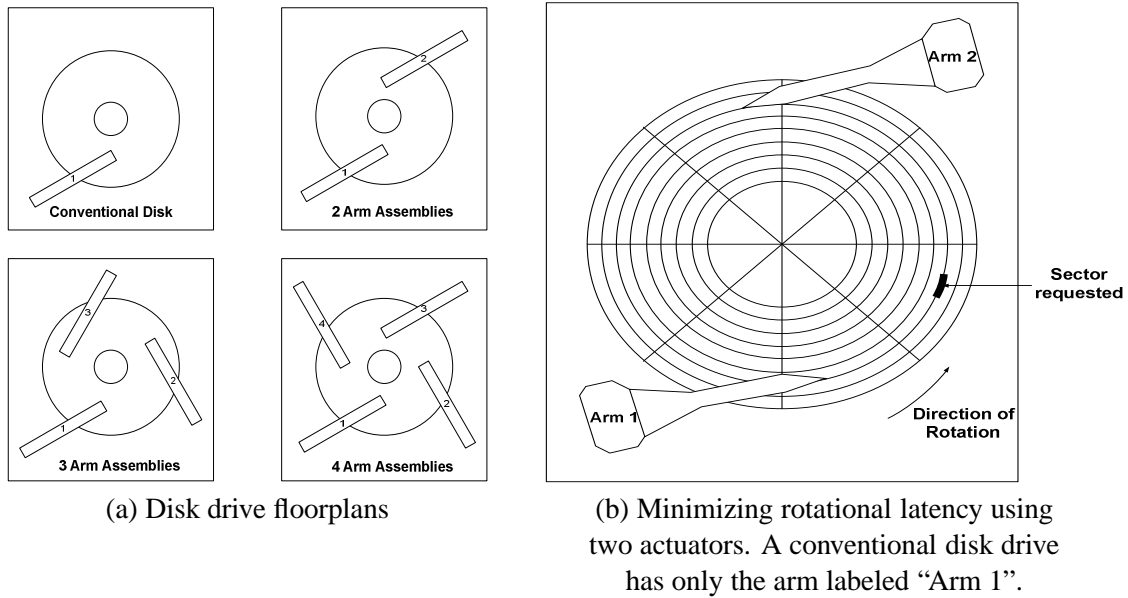 1
Conventional Disk
2
1
2 Arm Assemblies
3
2
1
3 Arm Assemblies
4
3
2
1
4 Arm Assemblies
(a) Disk drive floorplans
Arm 2
Sector
requested
Arm 1
Direction of
Rotation
(b) Minimizing rotational latency using
two actuators. A conventional disk drive
has only the arm labeled “Arm 1”.